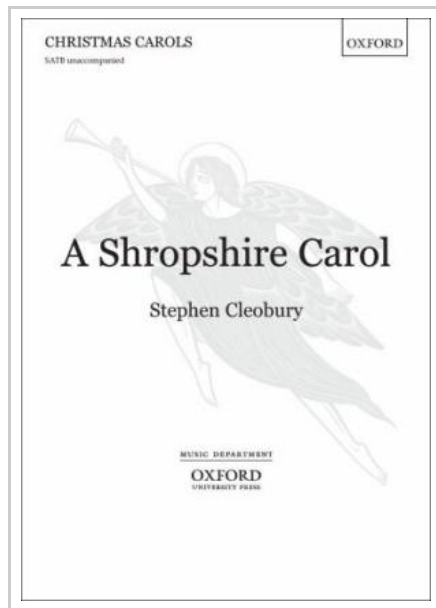 CHRISTMAS CAROLS
OXFORD
SATB unaccompanied
A Shropshire Carol
Stephen Cleobury
MUSIC DEPARTMENT
OXFORD
UNIVERSITY PRESS